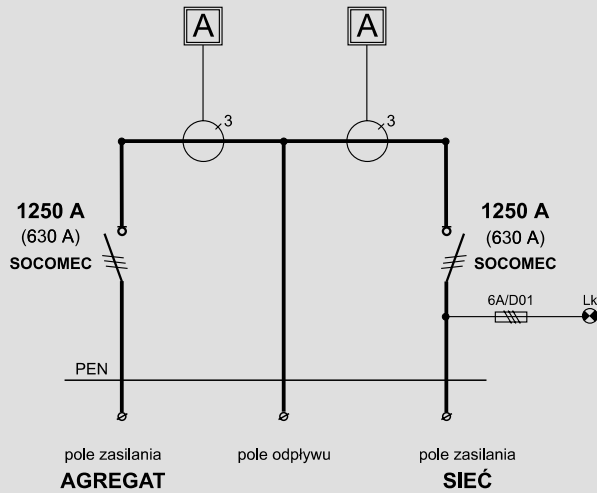 A
A
3
3
1250 A
(630 A)
SOCOMEC
1250 A
(630 A)
SOCOMEC
6A/D01
Lk
PEN
pole zasilania
AGREGAT
pole odpływu
pole zasilania
SIEĆ